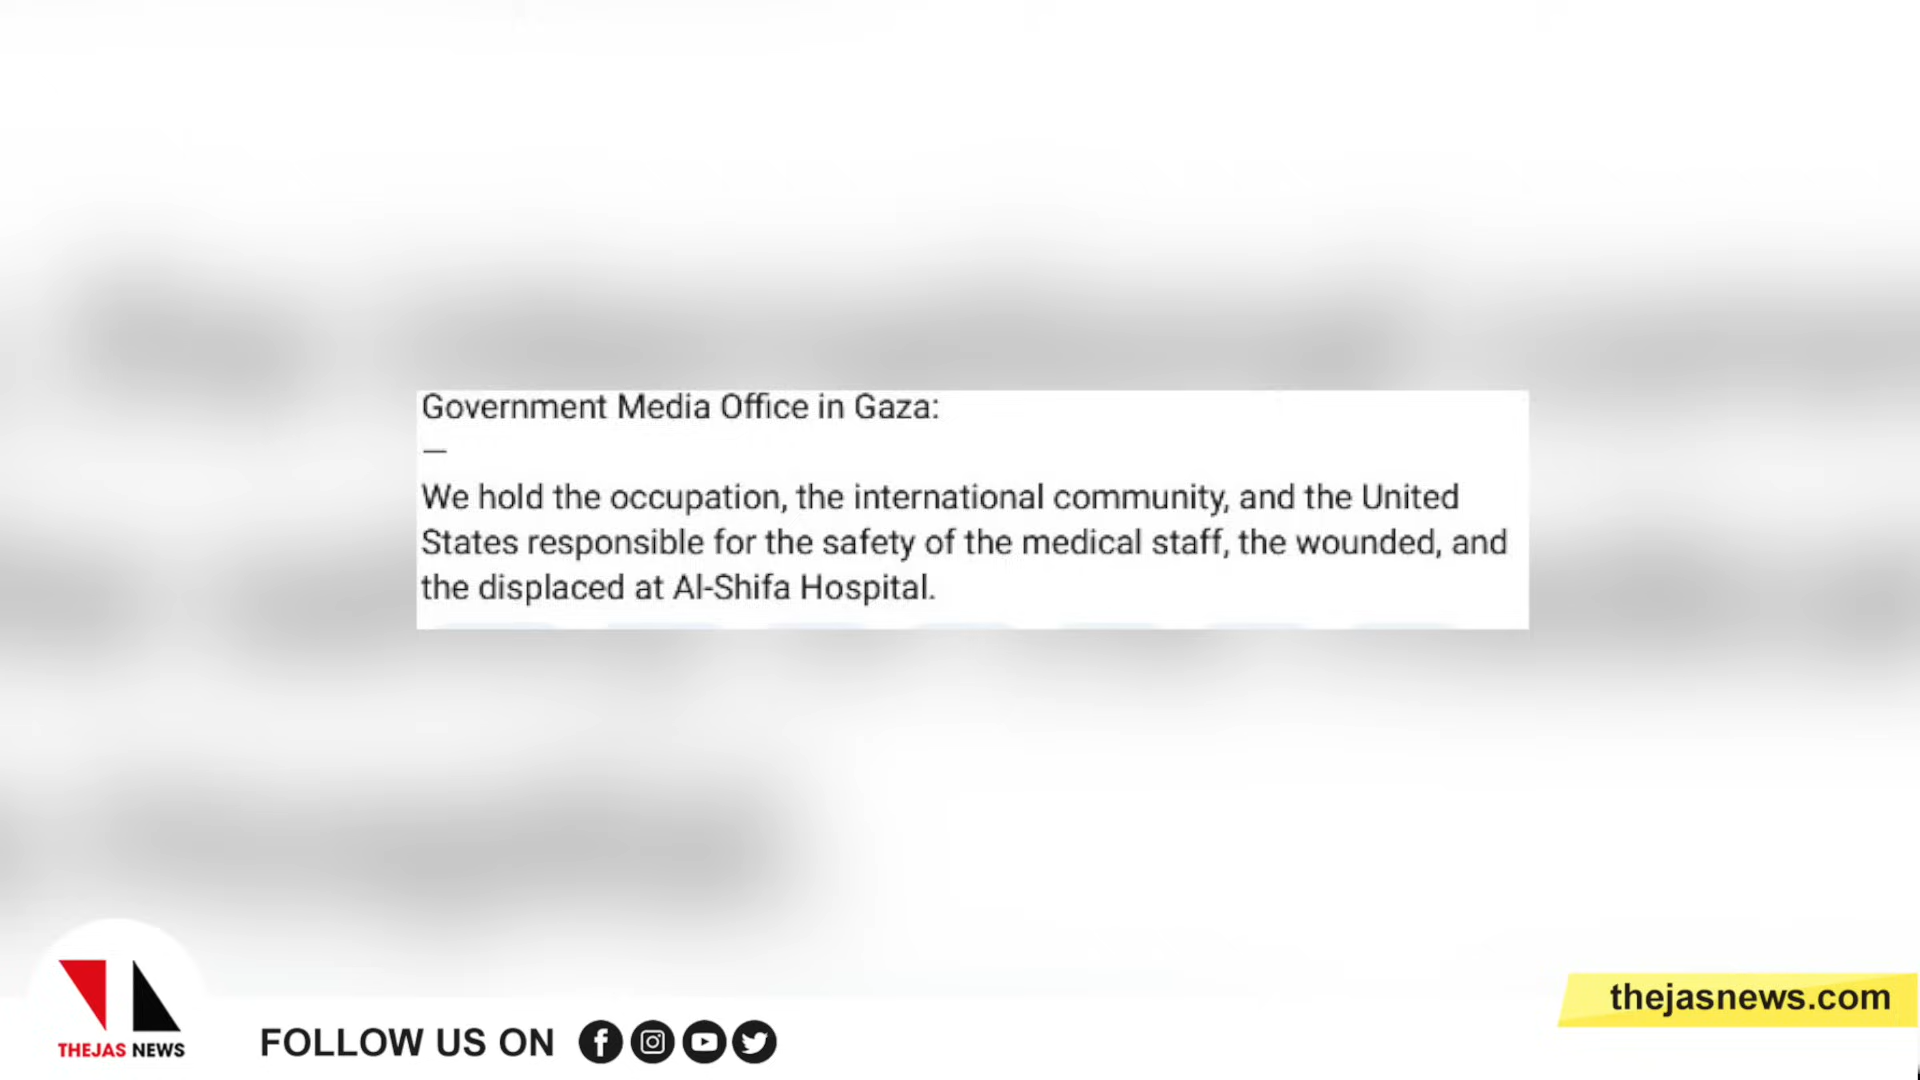 Government Media Office in Gaza:
—
We hold the occupation, the international community, and the United
States responsible for the safety of the medical staff, the wounded, and
the displaced at Al-Shifa Hospital.
THEJAS NEWS
FOLLOW US ON
thejasnews.com